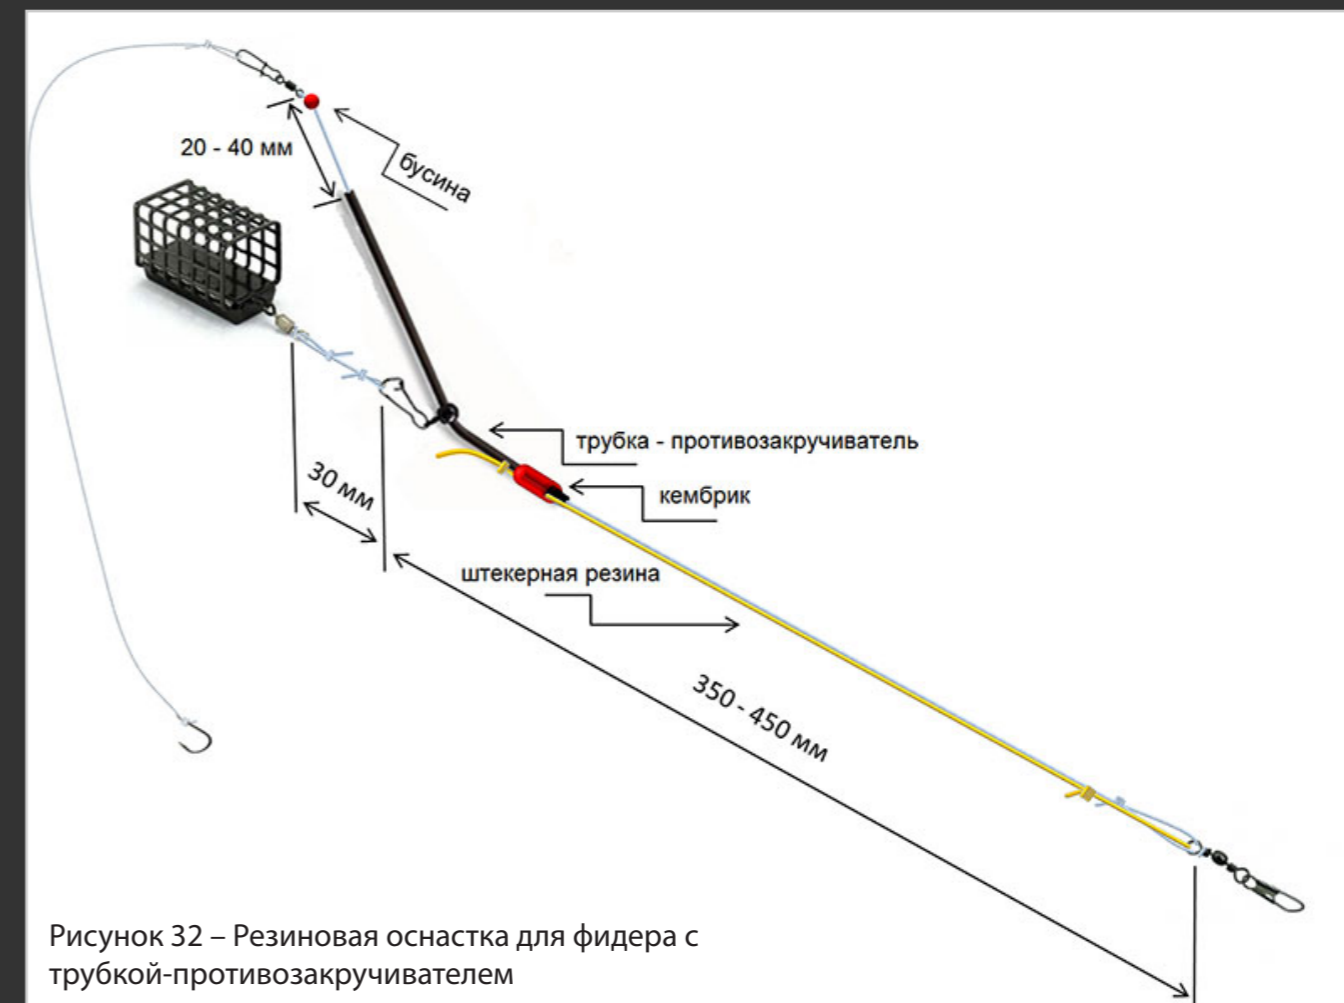 20 - 40 мм
бусина
трубка - противозакручиватель
30 мм
кембрик
штекерная резина
350 - 450 мм
Рисунок 32 – Резиновая оснастка для фидера с
трубкой-противозакручивателем